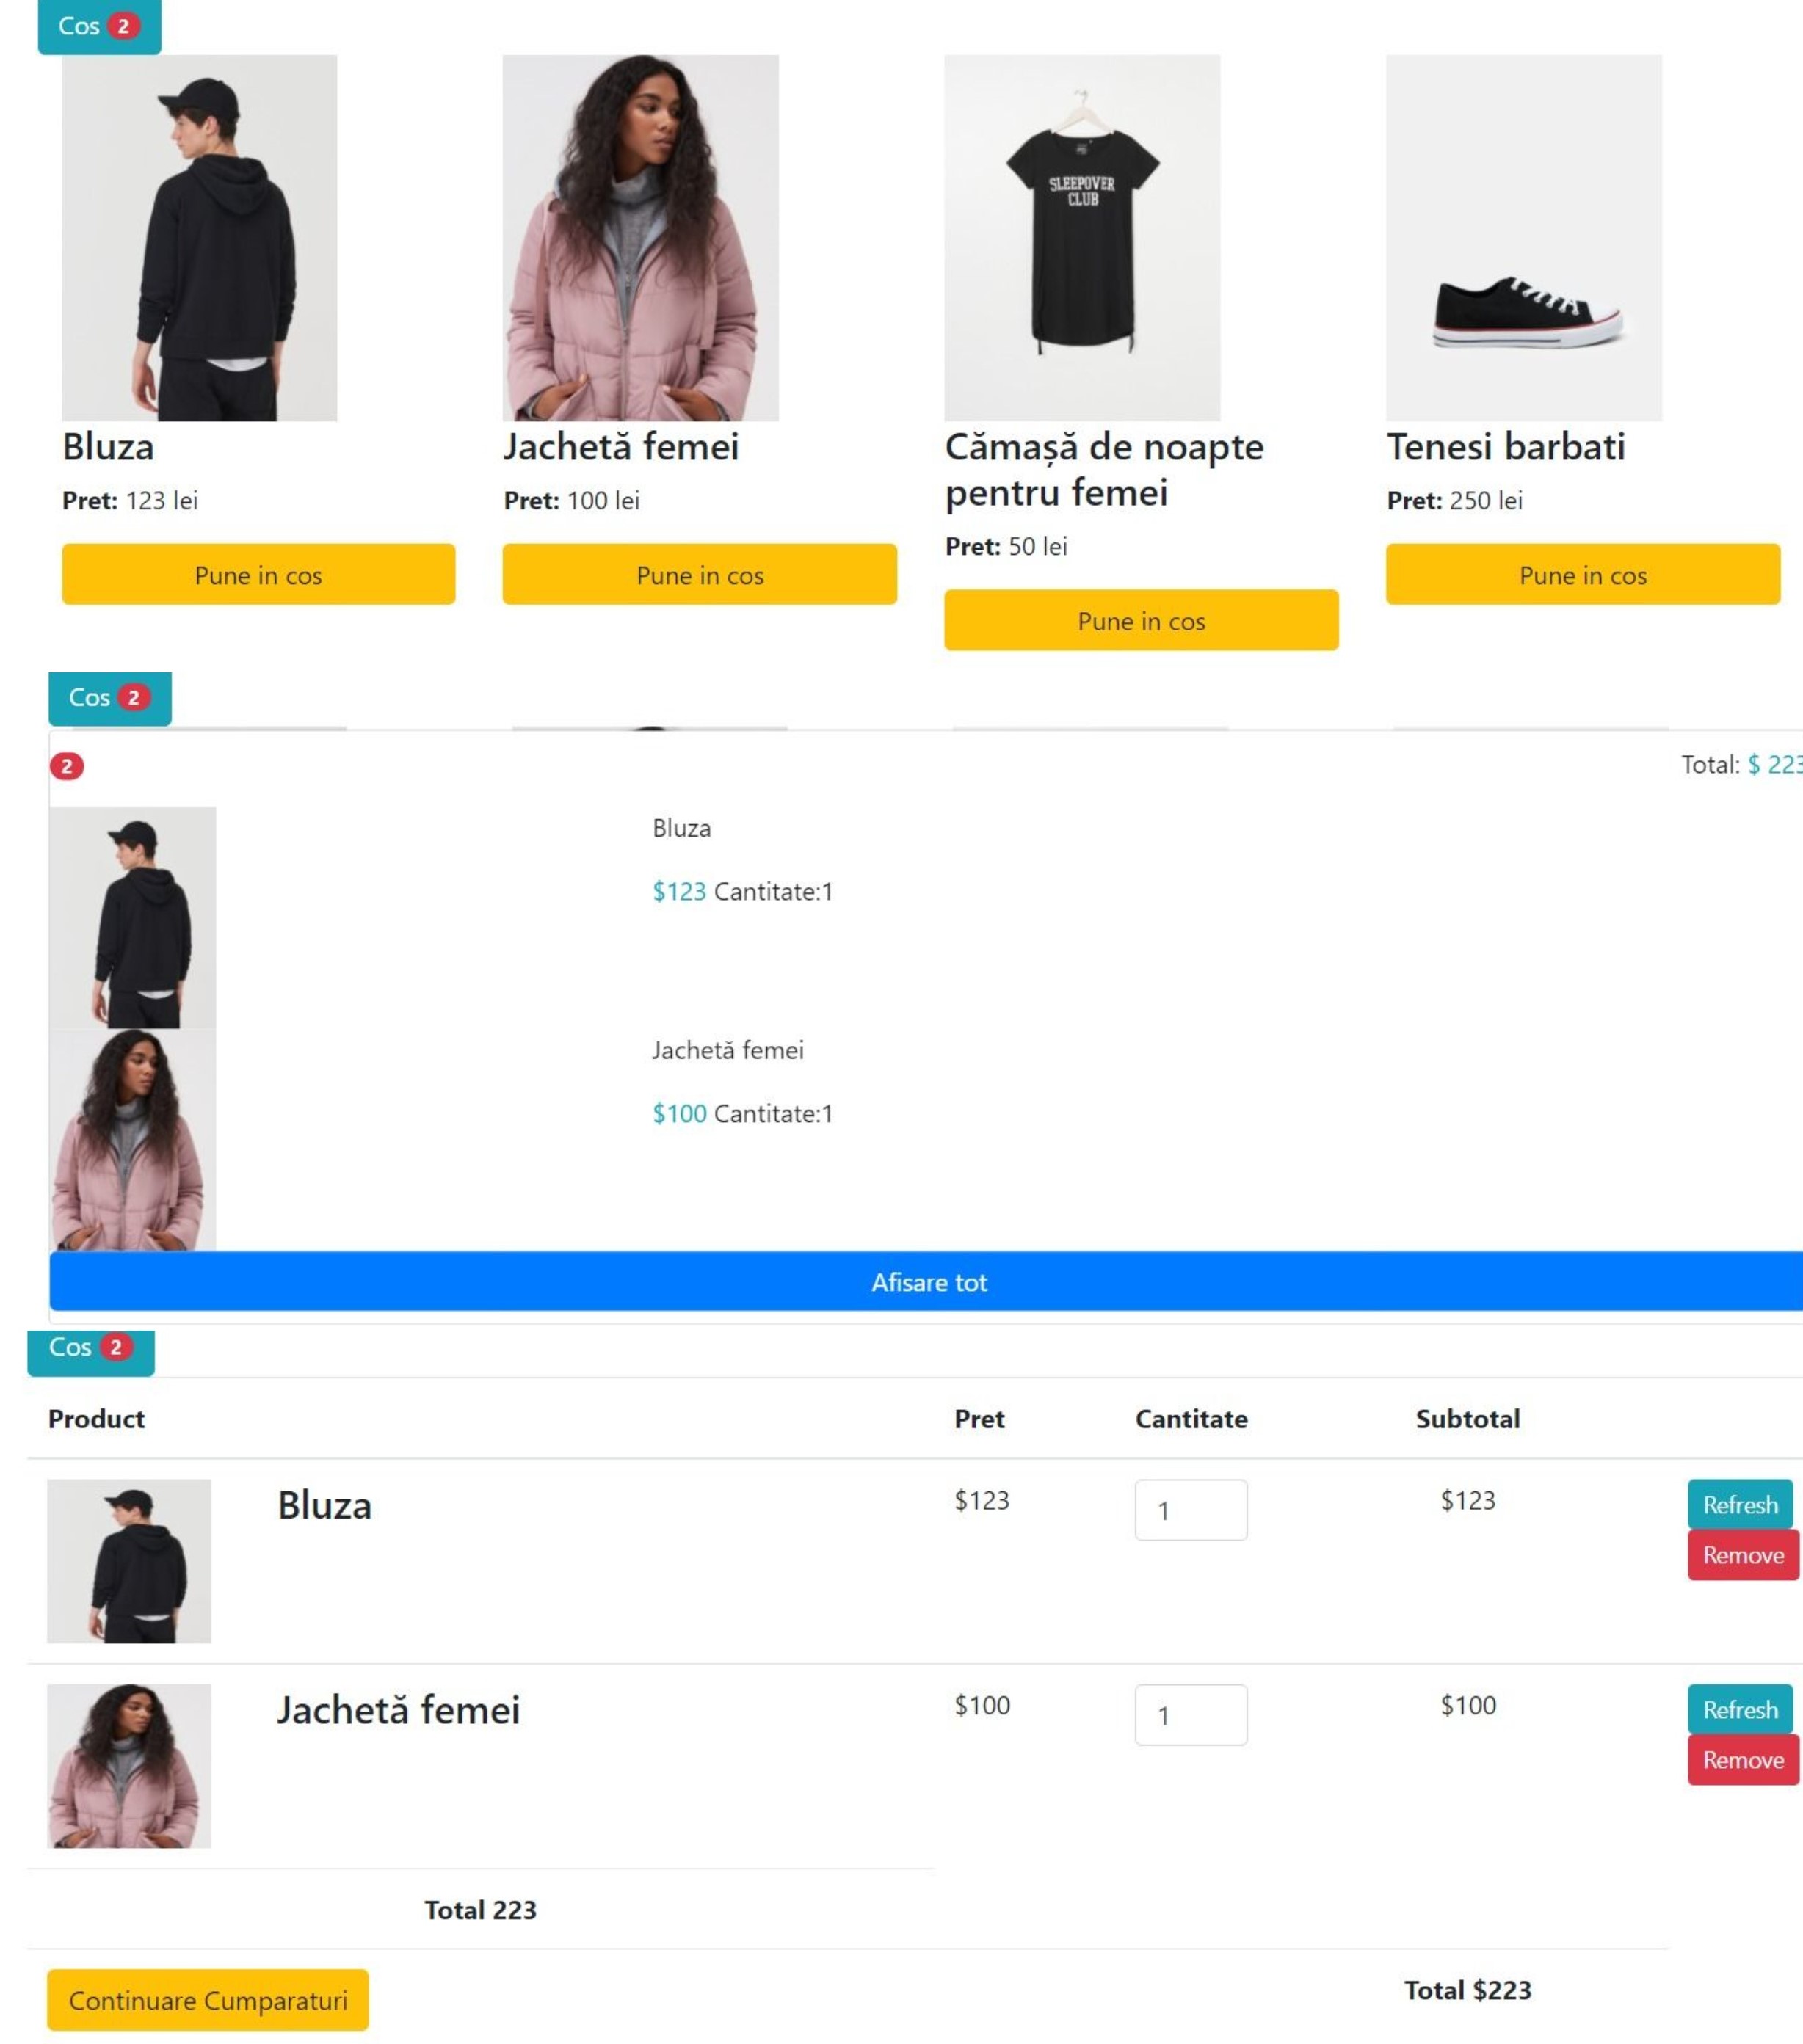 Cos 2
SLEEPOVER
CLUB
Bluza
Jachetă femei
Cămașă de noapte
pentru femei
Tenesi barbati
Pret: 123 lei
Pret: 100 lei
Pret: 50 lei
Pret: 250 lei
Pune in cos
Pune in cos
Pune in cos
Pune in cos
Cos 2
2
Total: $ 223
Bluza
$123 Cantitate:1
Jachetă femei
$100 Cantitate:1
Afisare tot
Cos 2
Product Pret Cantitate Subtotal
Bluza $123 1 $123 Refresh
Remove
Jachetă femei $100 1 $100 Refresh
Remove
Total 223
Continuare Cumparaturi
Total $223